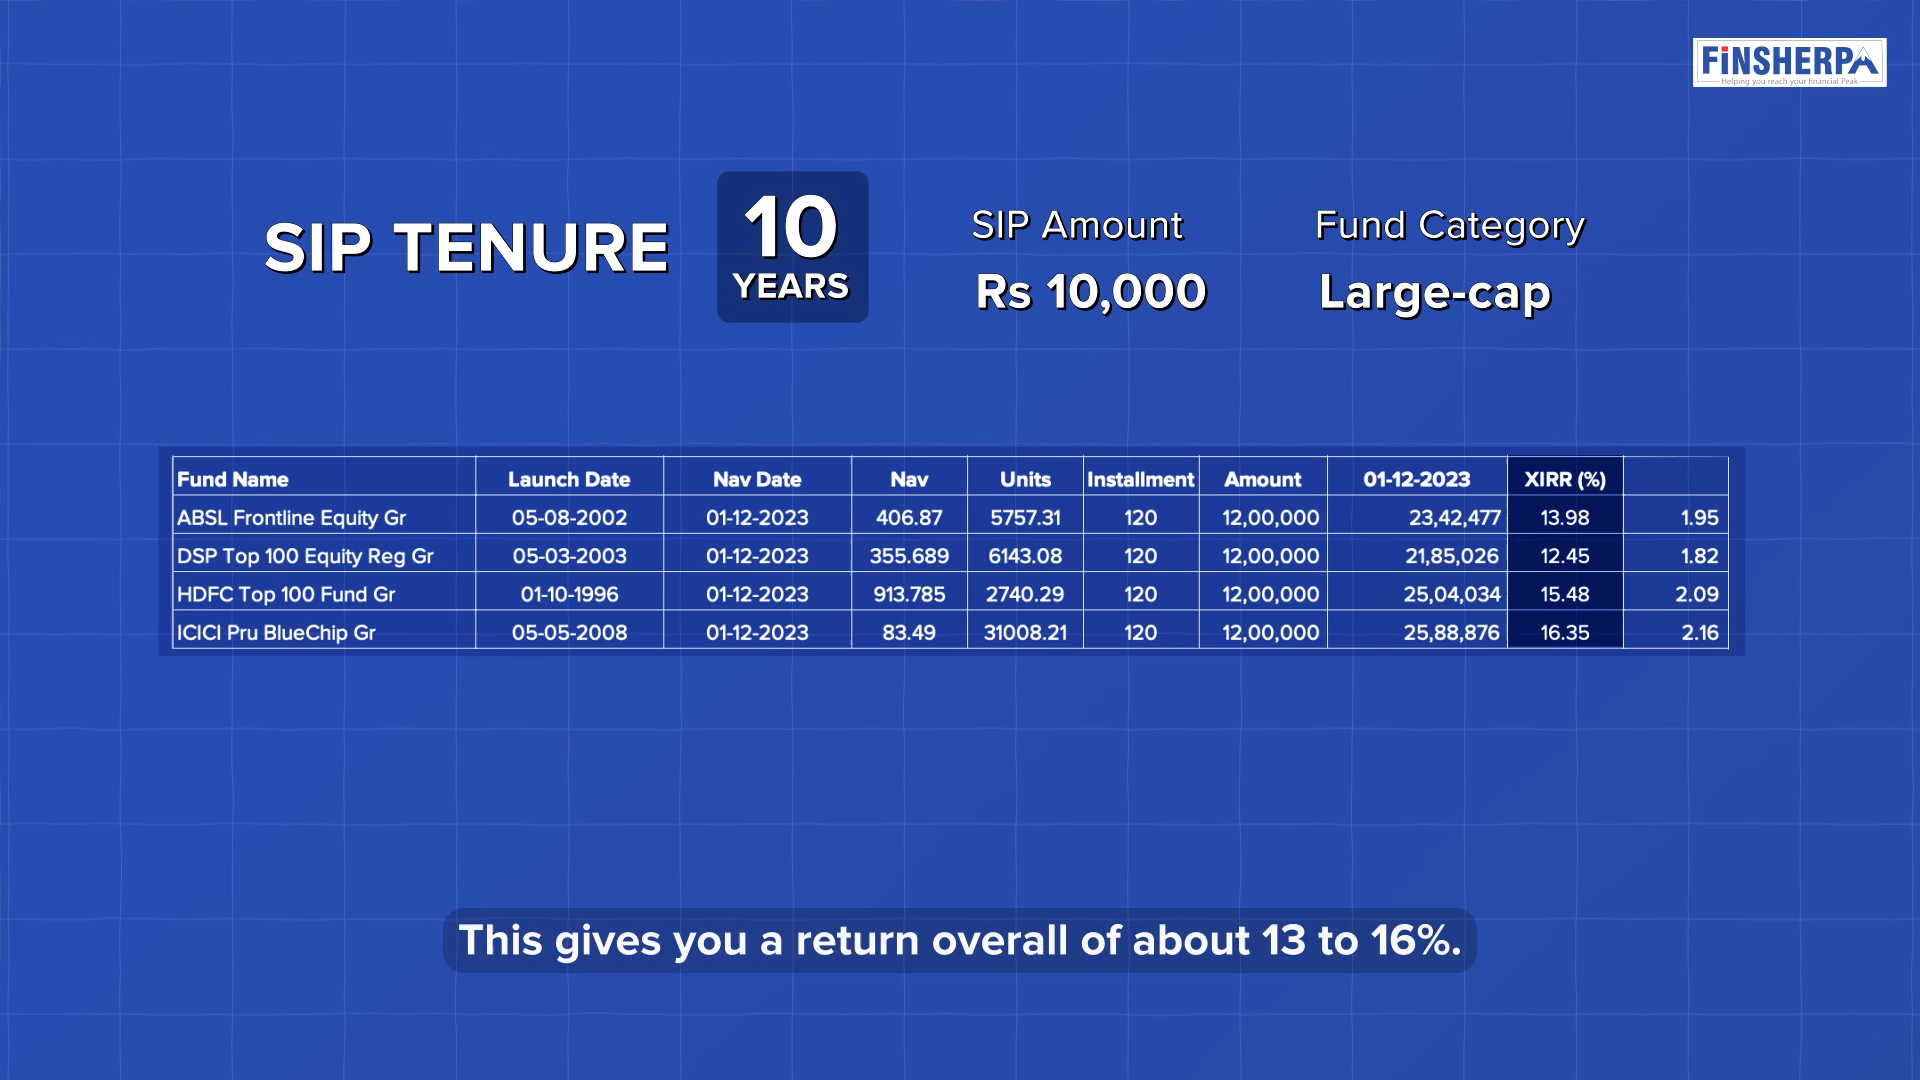 FiNSHERPA
Helping you reach your financial Peak
SIP TENURE
10
YEARS
SIP Amount
Rs 10,000
Fund Category
Large-cap
Fund Name Launch Date Nav Date Nav Units Installment Amount 01-12-2023 XIRR (%)
ABSL Frontline Equity Gr 05-08-2002 01-12-2023 406.87 5757.31 120 12,00,000 23,42,477 13.98 1.95
DSP Top 100 Equity Reg Gr 05-03-2003 01-12-2023 355.689 6143.08 120 12,00,000 21,85,026 12.45 1.82
HDFC Top 100 Fund Gr 01-10-1996 01-12-2023 913.785 2740.29 120 12,00,000 25,04,034 15.48 2.09
ICICI Pru BlueChip Gr 05-05-2008 01-12-2023 83.49 31008.21 120 12,00,000 25,88,876 16.35 2.16
This gives you a return overall of about 13 to 16%.